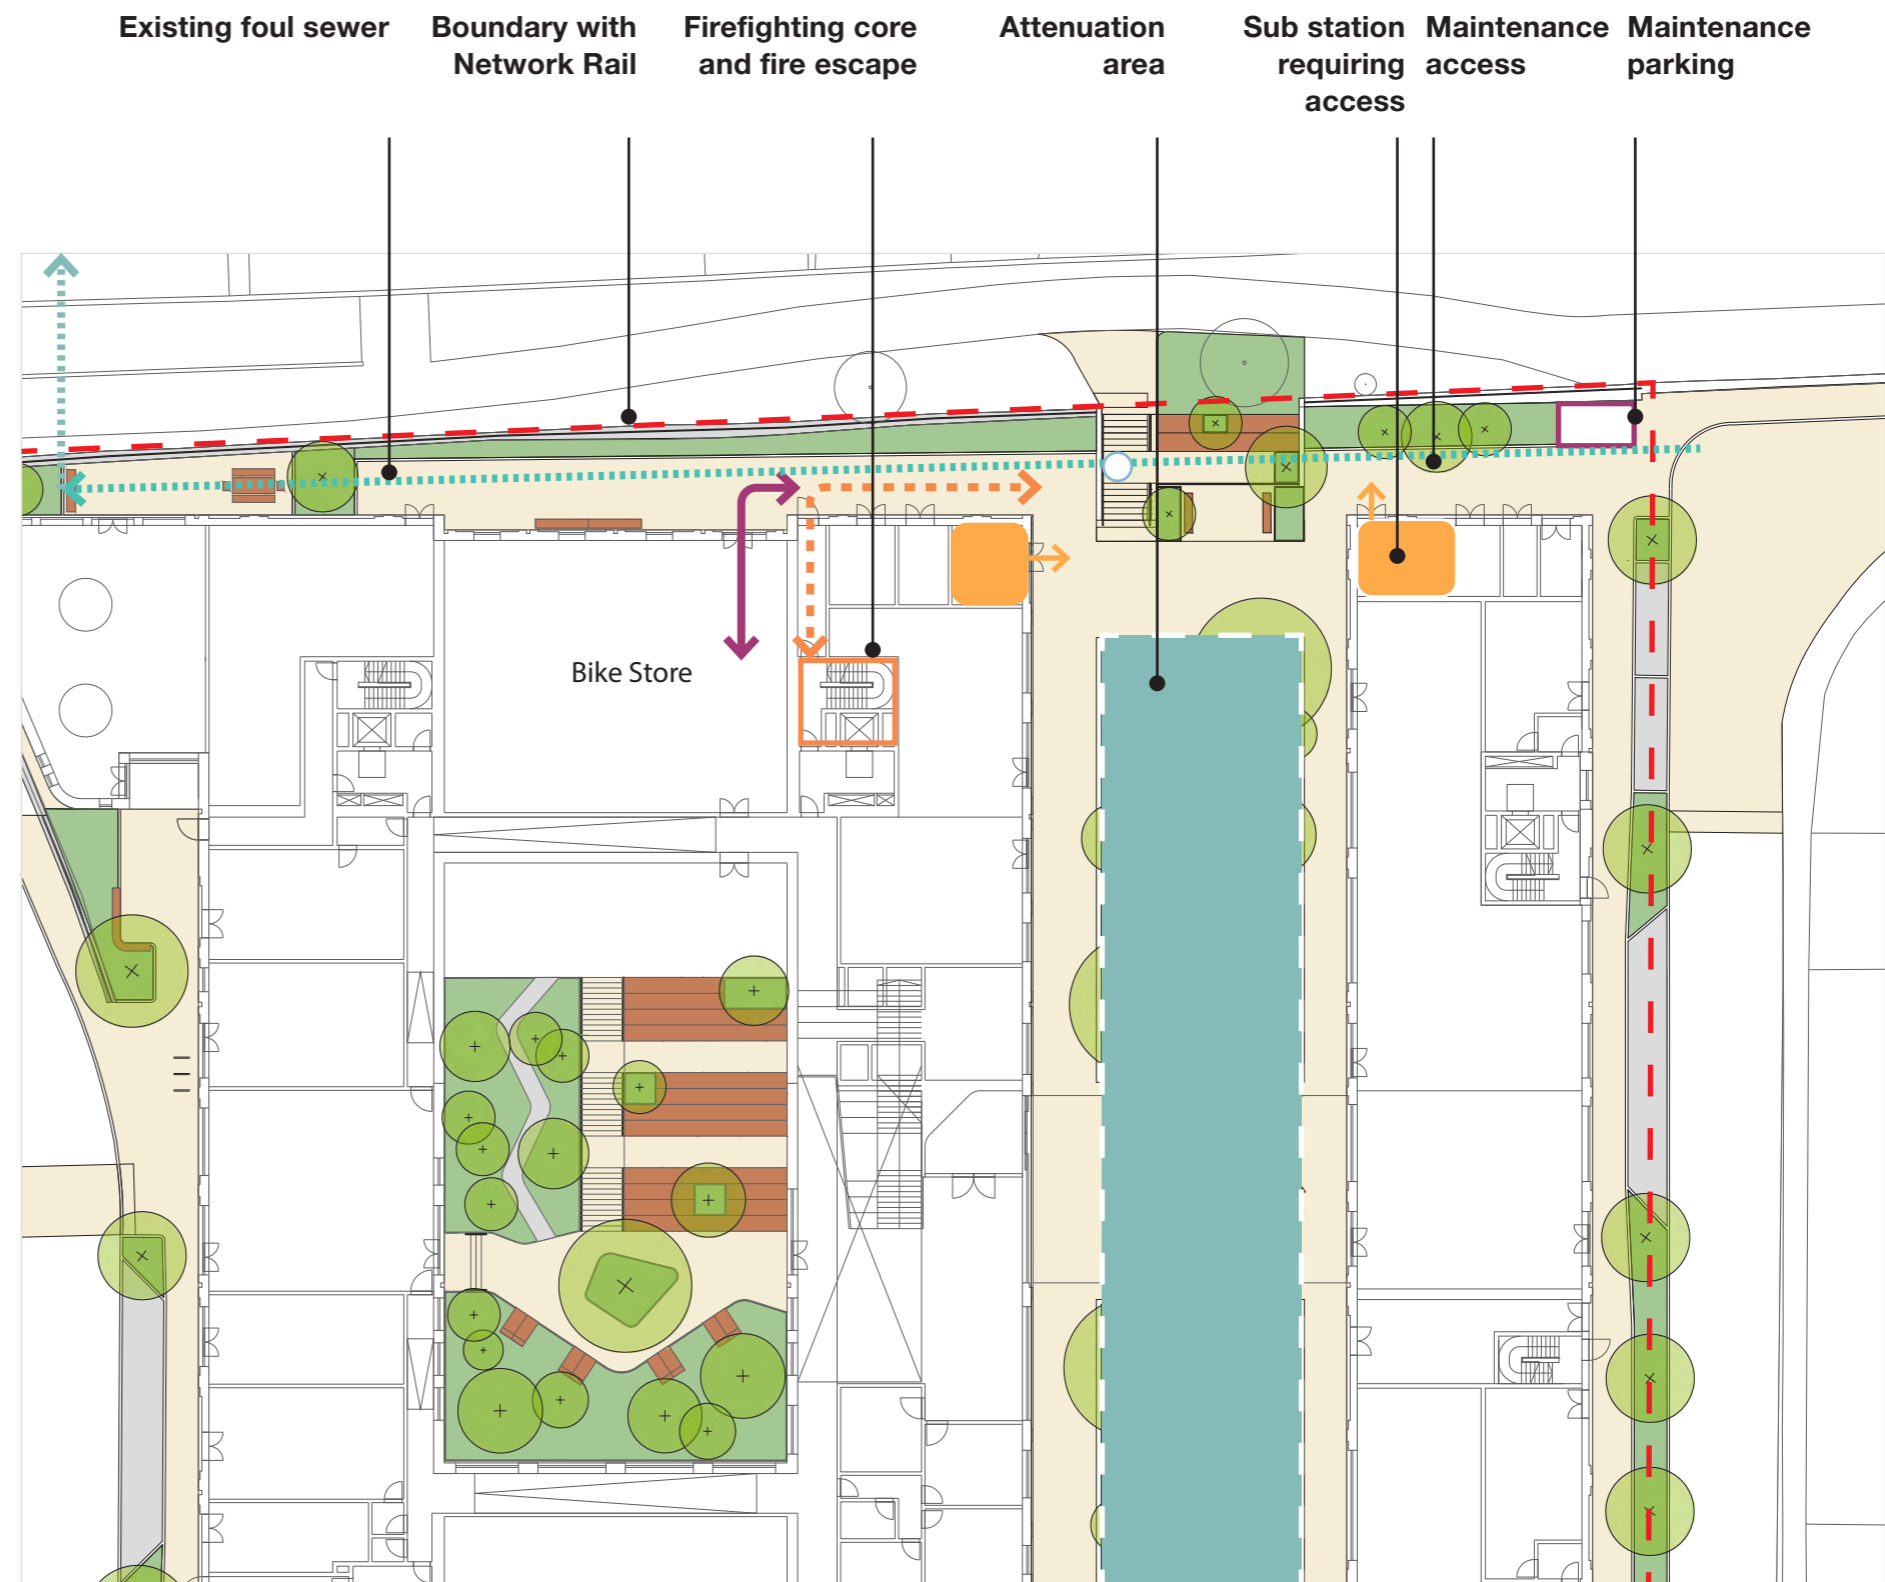 Existing foul sewer
Boundary with
Network Rail
Firefighting core
and fire escape
Attenuation
area
Sub station
requiring
access
Maintenance
access
Maintenance
parking
Bike Store